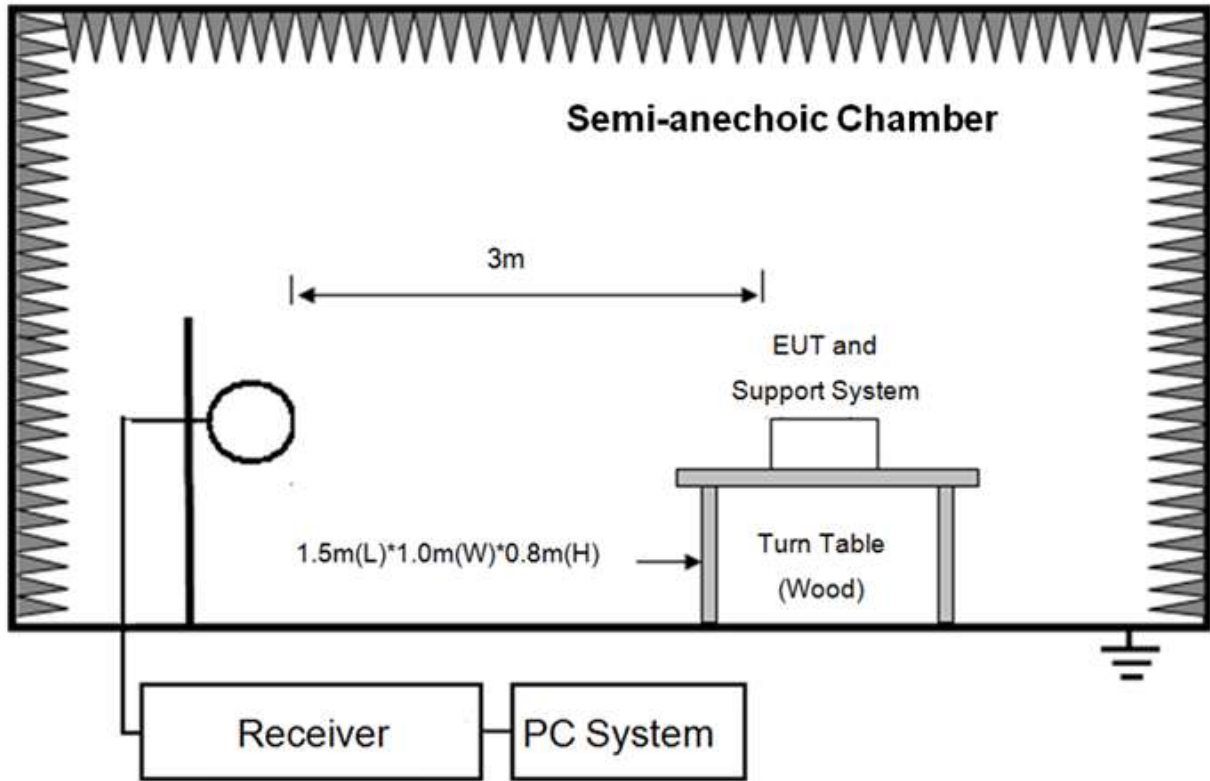 Semi-anechoic Chamber
3m
EUT and
Support System
1.5m(L)*1.0m(W)*0.8m(H)
Turn Table
(Wood)
Receiver
PC System